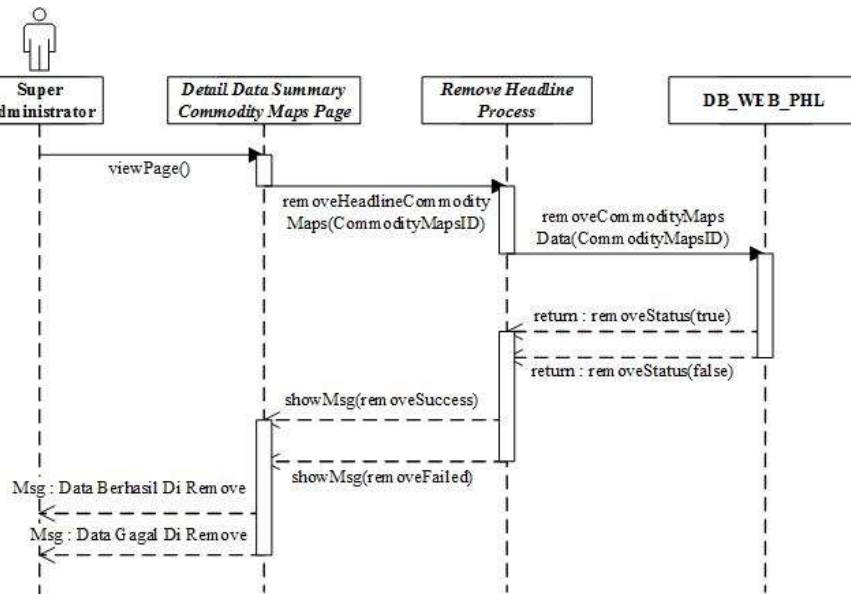 Super
dministrator
Detail Data Summary
Commodity Maps Page
Remove Headline
Process
DB_WEB_PHL
viewPage()
removeHeadlineCommodity
Maps(CommodityMapsID)
removeCommodityMaps
Data(CommodityMapsID)
return : removeStatus(true)
return : removeStatus(false)
showMsg(removeSuccess)
showMsg(removeFailed)
Msg : Data Berhasil Di Remove
Msg : Data Gagal Di Remove